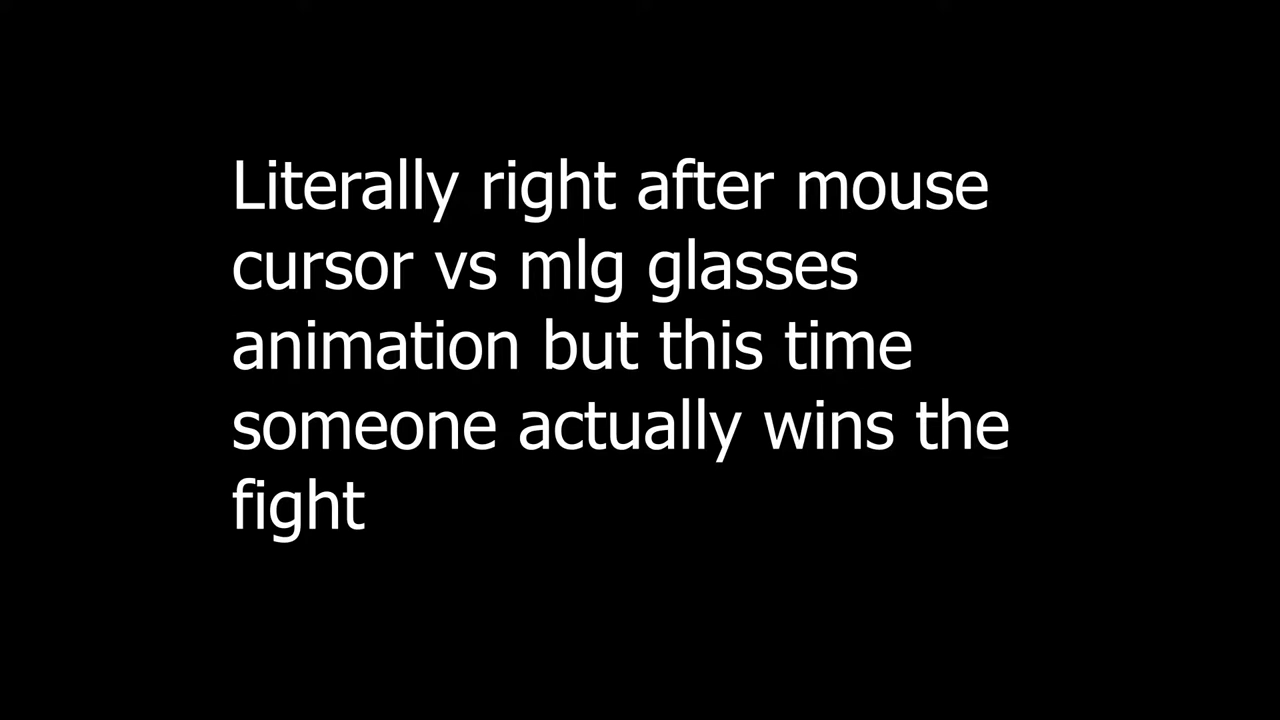 Literally right after mouse
cursor vs mlg glasses
animation but this time
someone actually wins the
fight